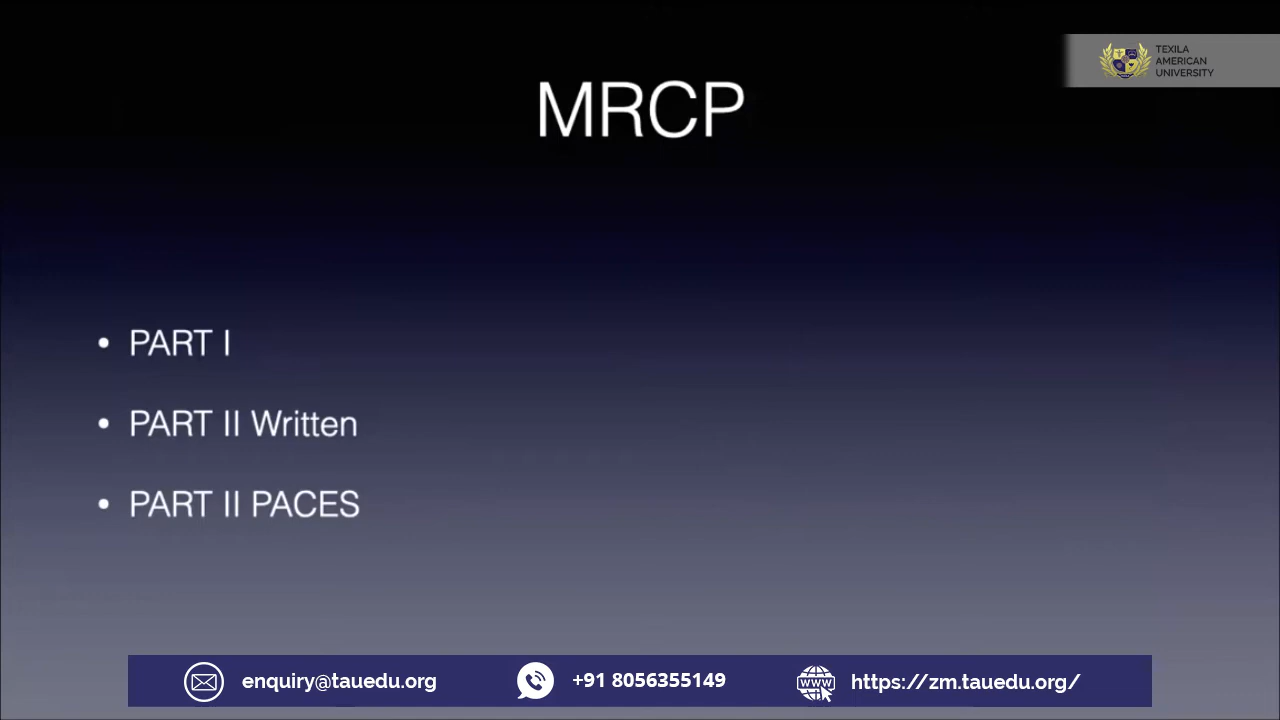 TEXILA
AMERICAN
UNIVERSITY
MRCP
• PART I
• PART II Written
• PART II PACES
enquiry@tauedu.org
+91 8056355149
WWW
https://zm.tauedu.org/